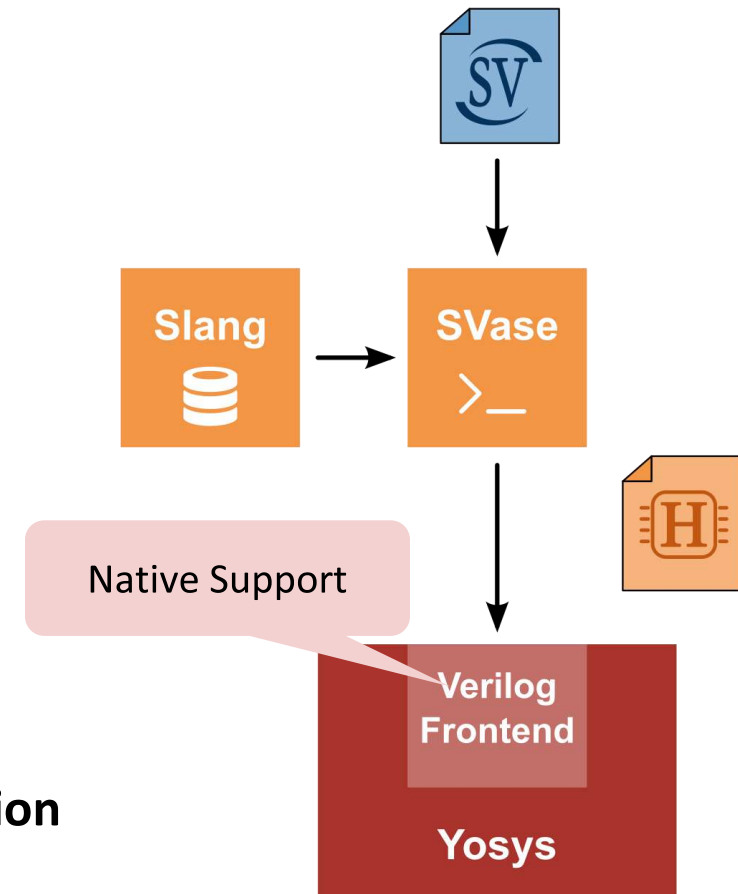 SV
Slang
SVase
>_
H
Native Support
Verilog
Frontend
ion
Yosys